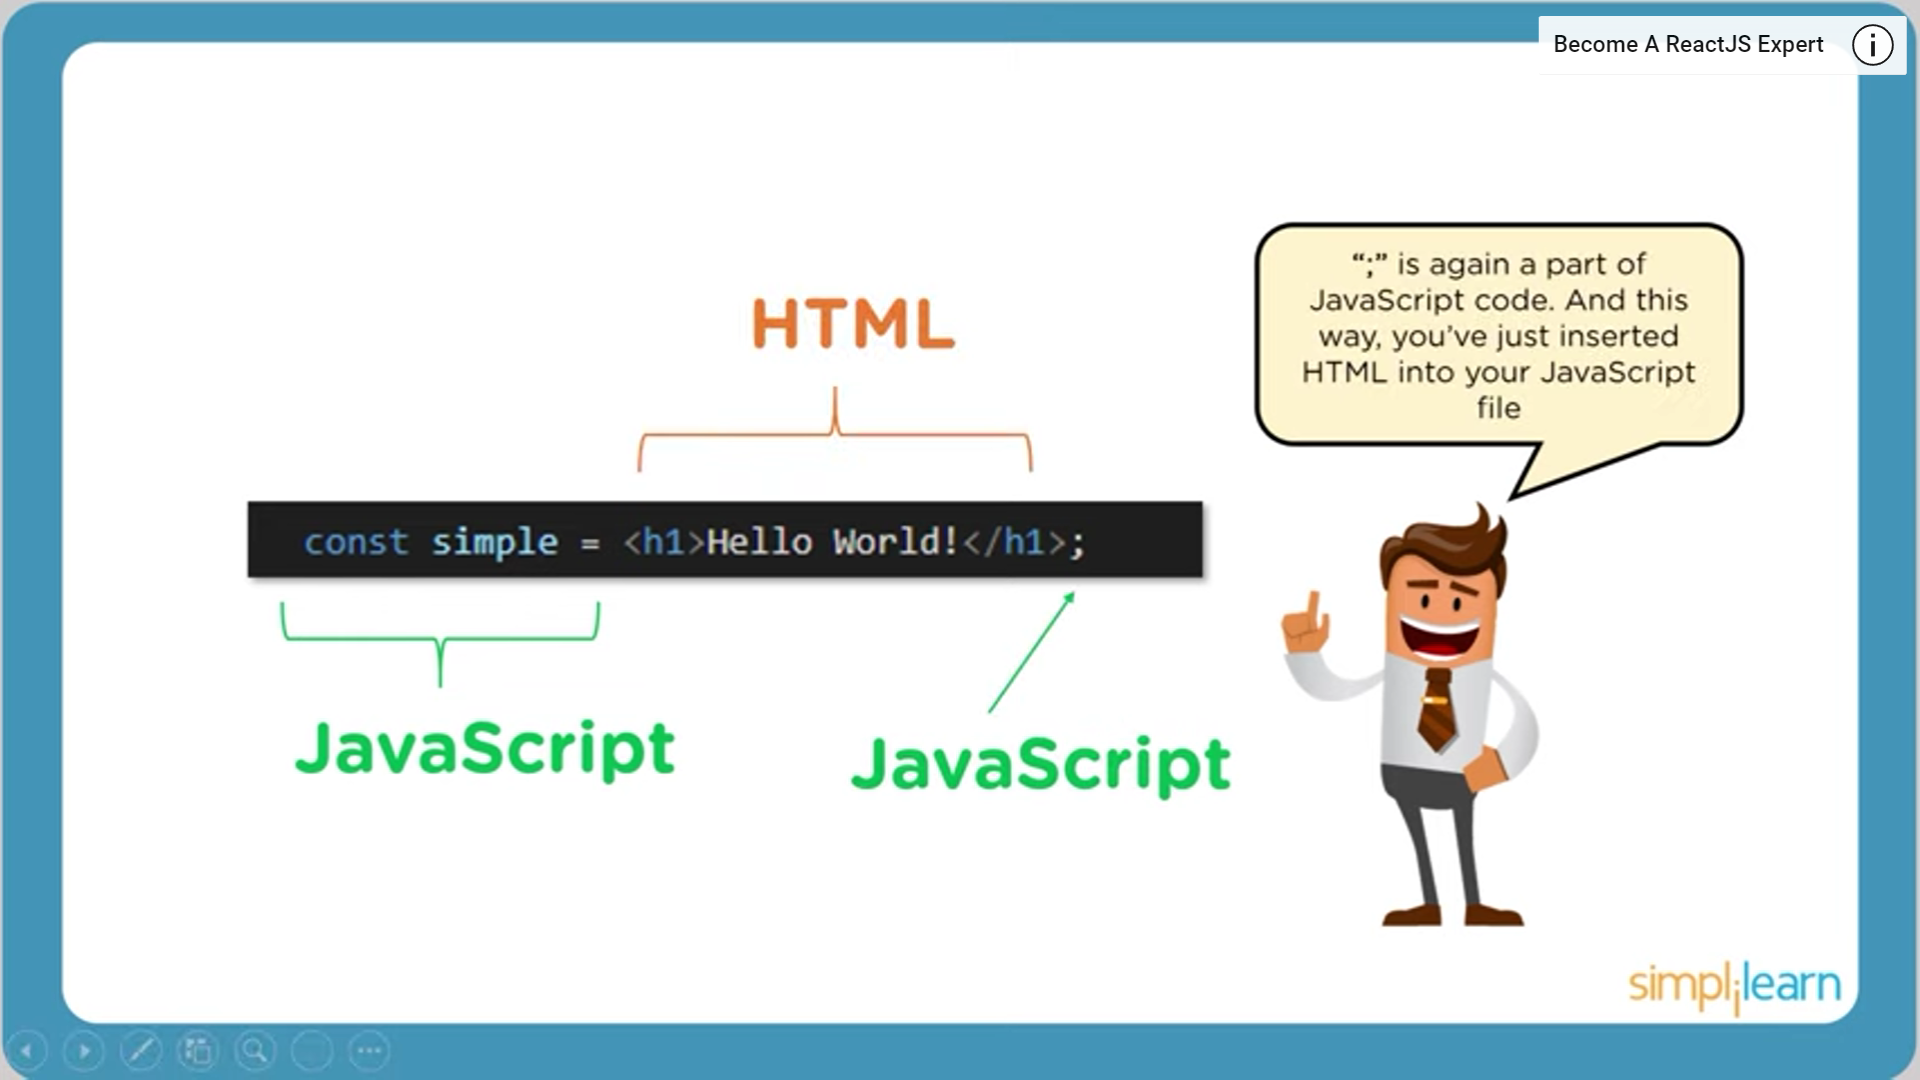 Become A ReactJS Expert
“;” is again a part of
JavaScript code. And this
way, you’ve just inserted
HTML into your JavaScript
file
HTML
const simple = <h1>Hello World!</h1>;
JavaScript
JavaScript
simplilearn